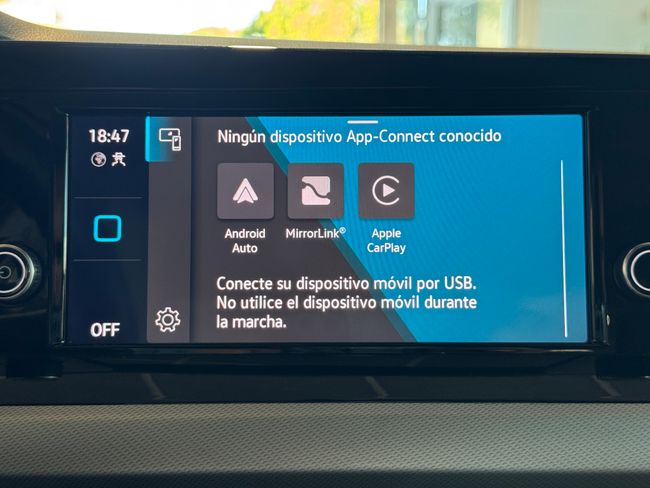 18:47
Ningún dispositivo App-Connect conocido
Android
Auto
MirrorLink®
Apple
CarPlay
Conecte su dispositivo móvil por USB.
No utilice el dispositivo móvil durante
la marcha.
OFF